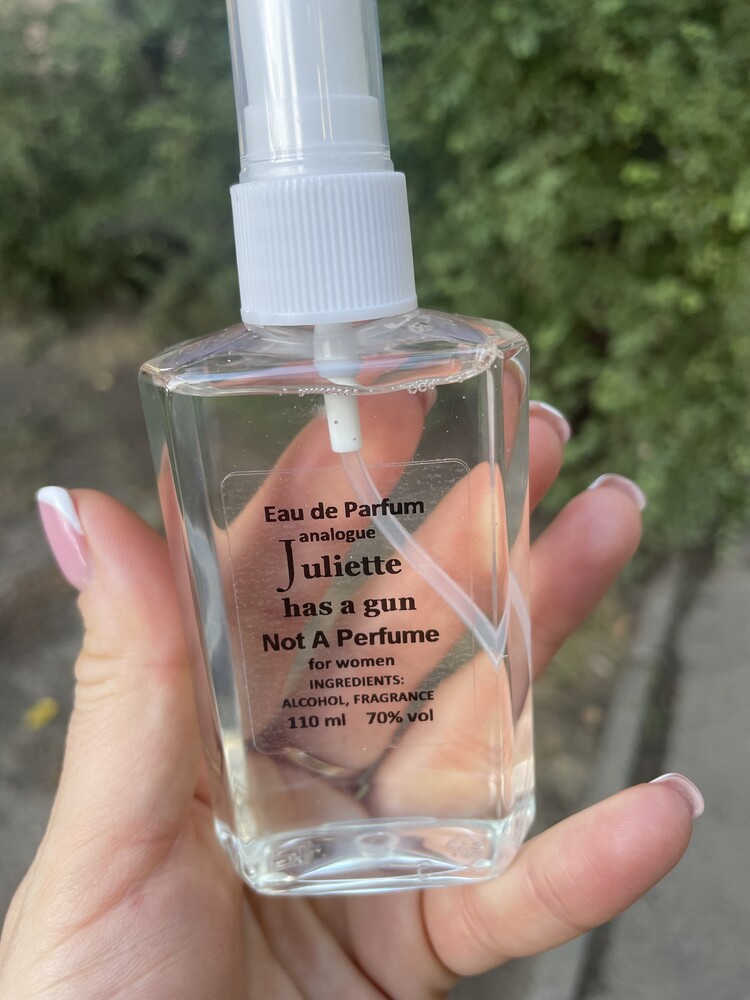 Eau de Parfum
analogue
Juliette
has a gun
Not A Perfume
for women
INGREDIENTS:
ALCOHOL, FRAGRANCE
110 ml 70% vol